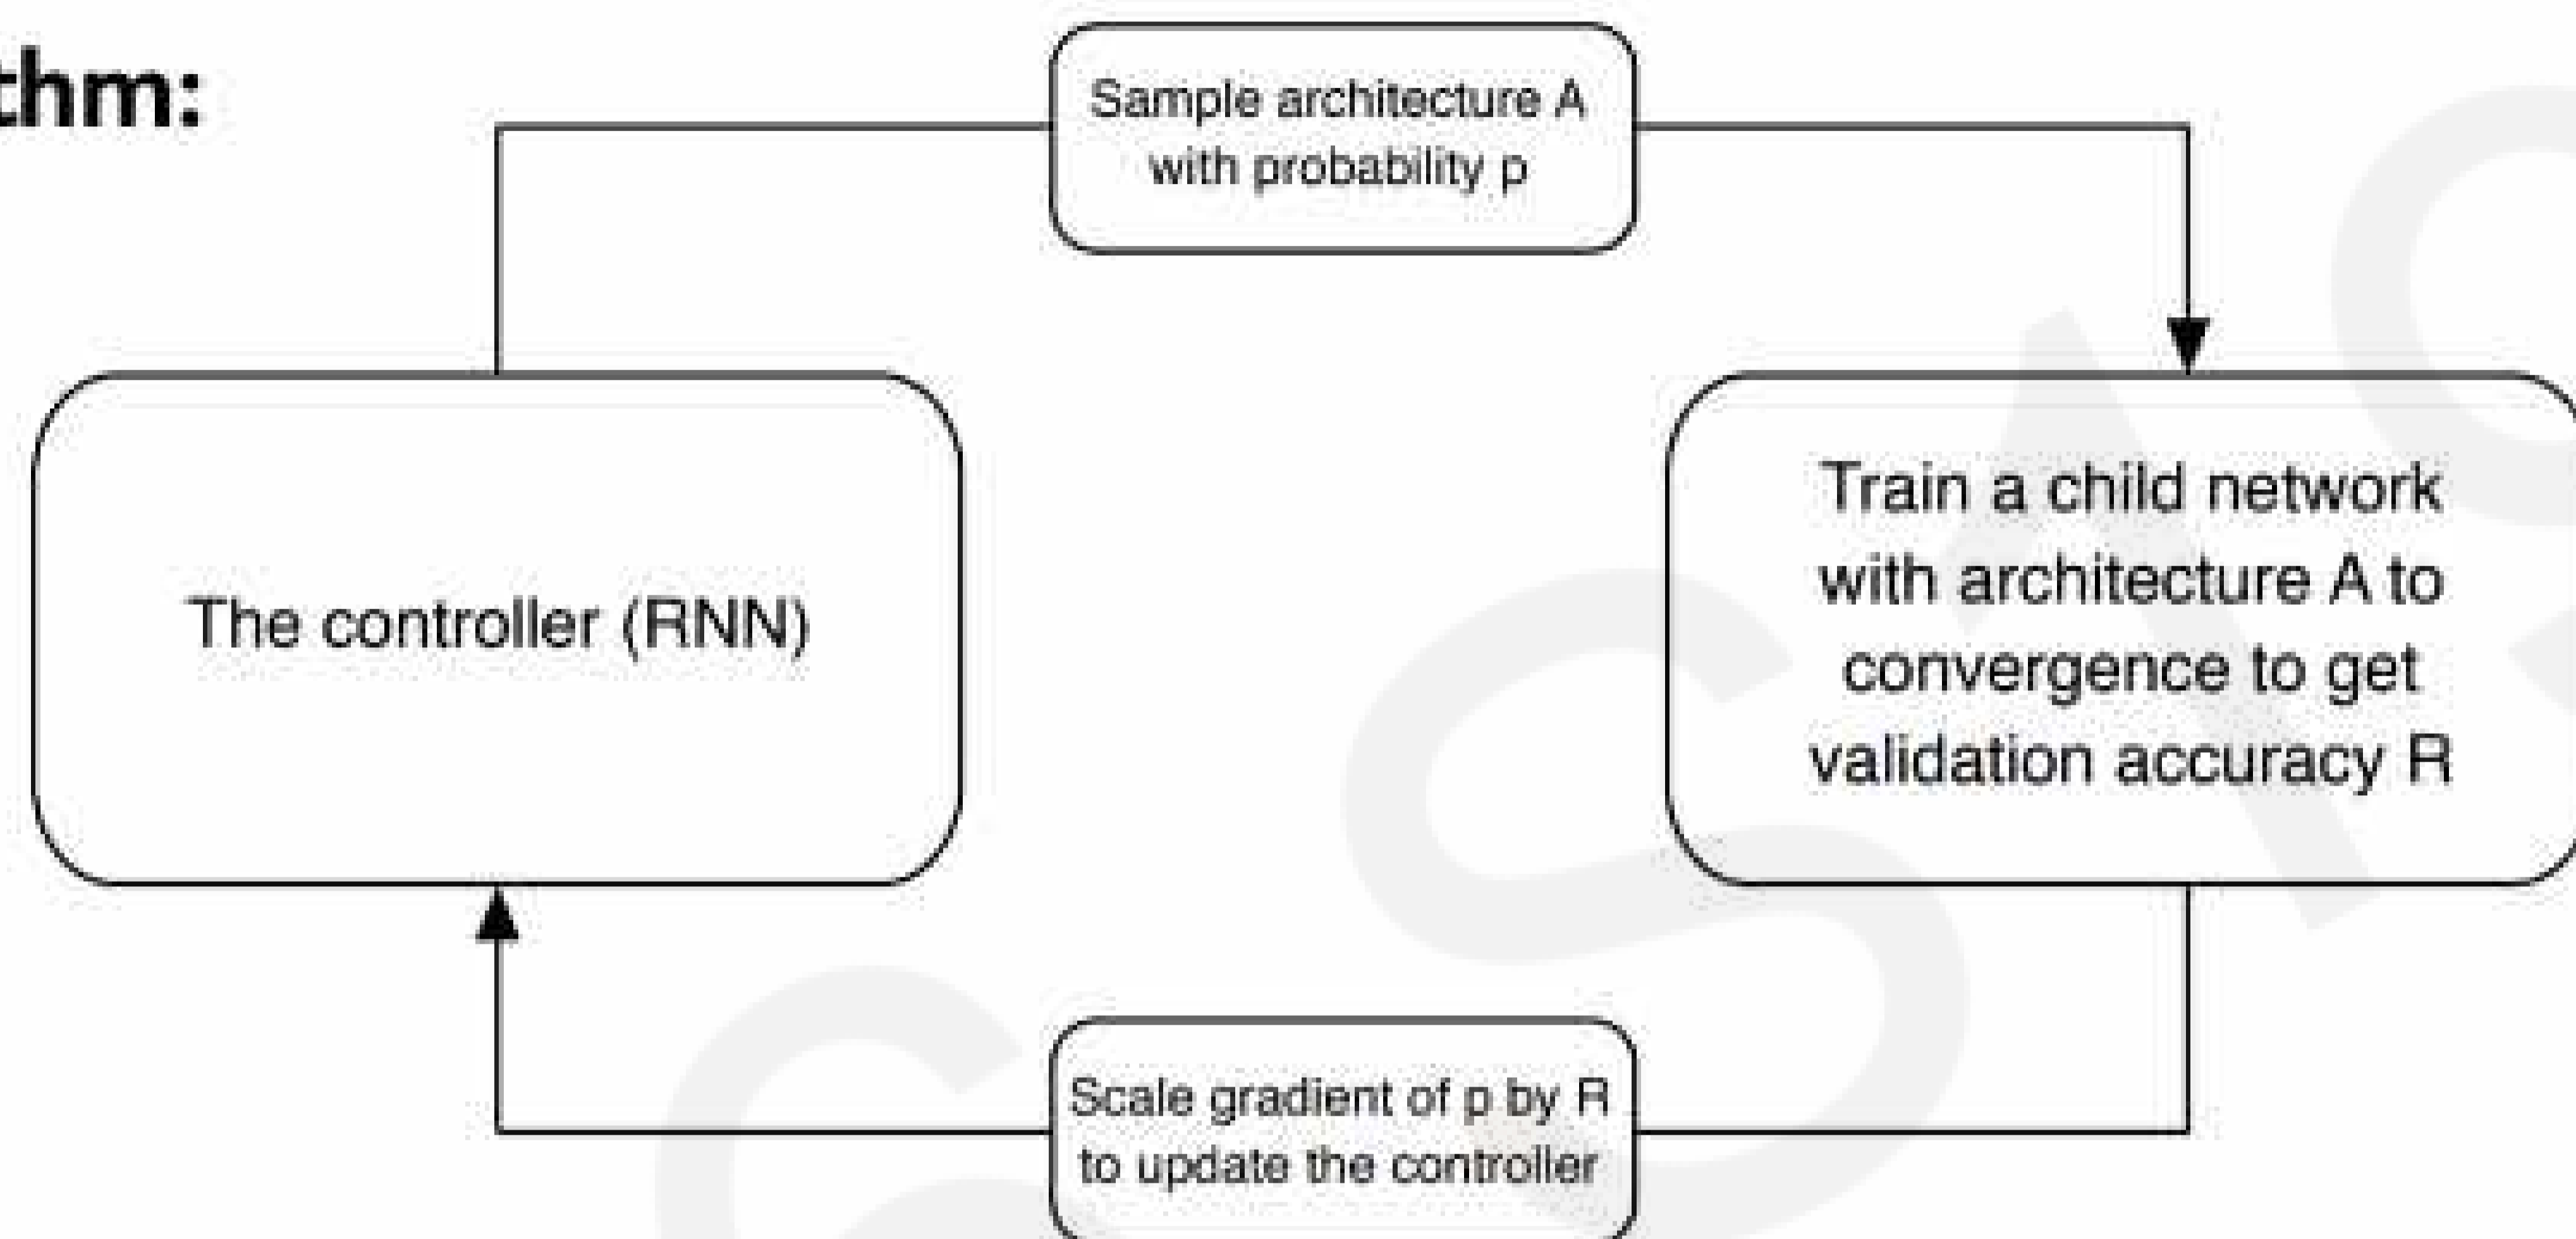 thm:
Sample architecture A
with probability p
The controller (RNN)
Train a child network
with architecture A to
convergence to get
validation accuracy R
Scale gradient of p by R
to update the controller